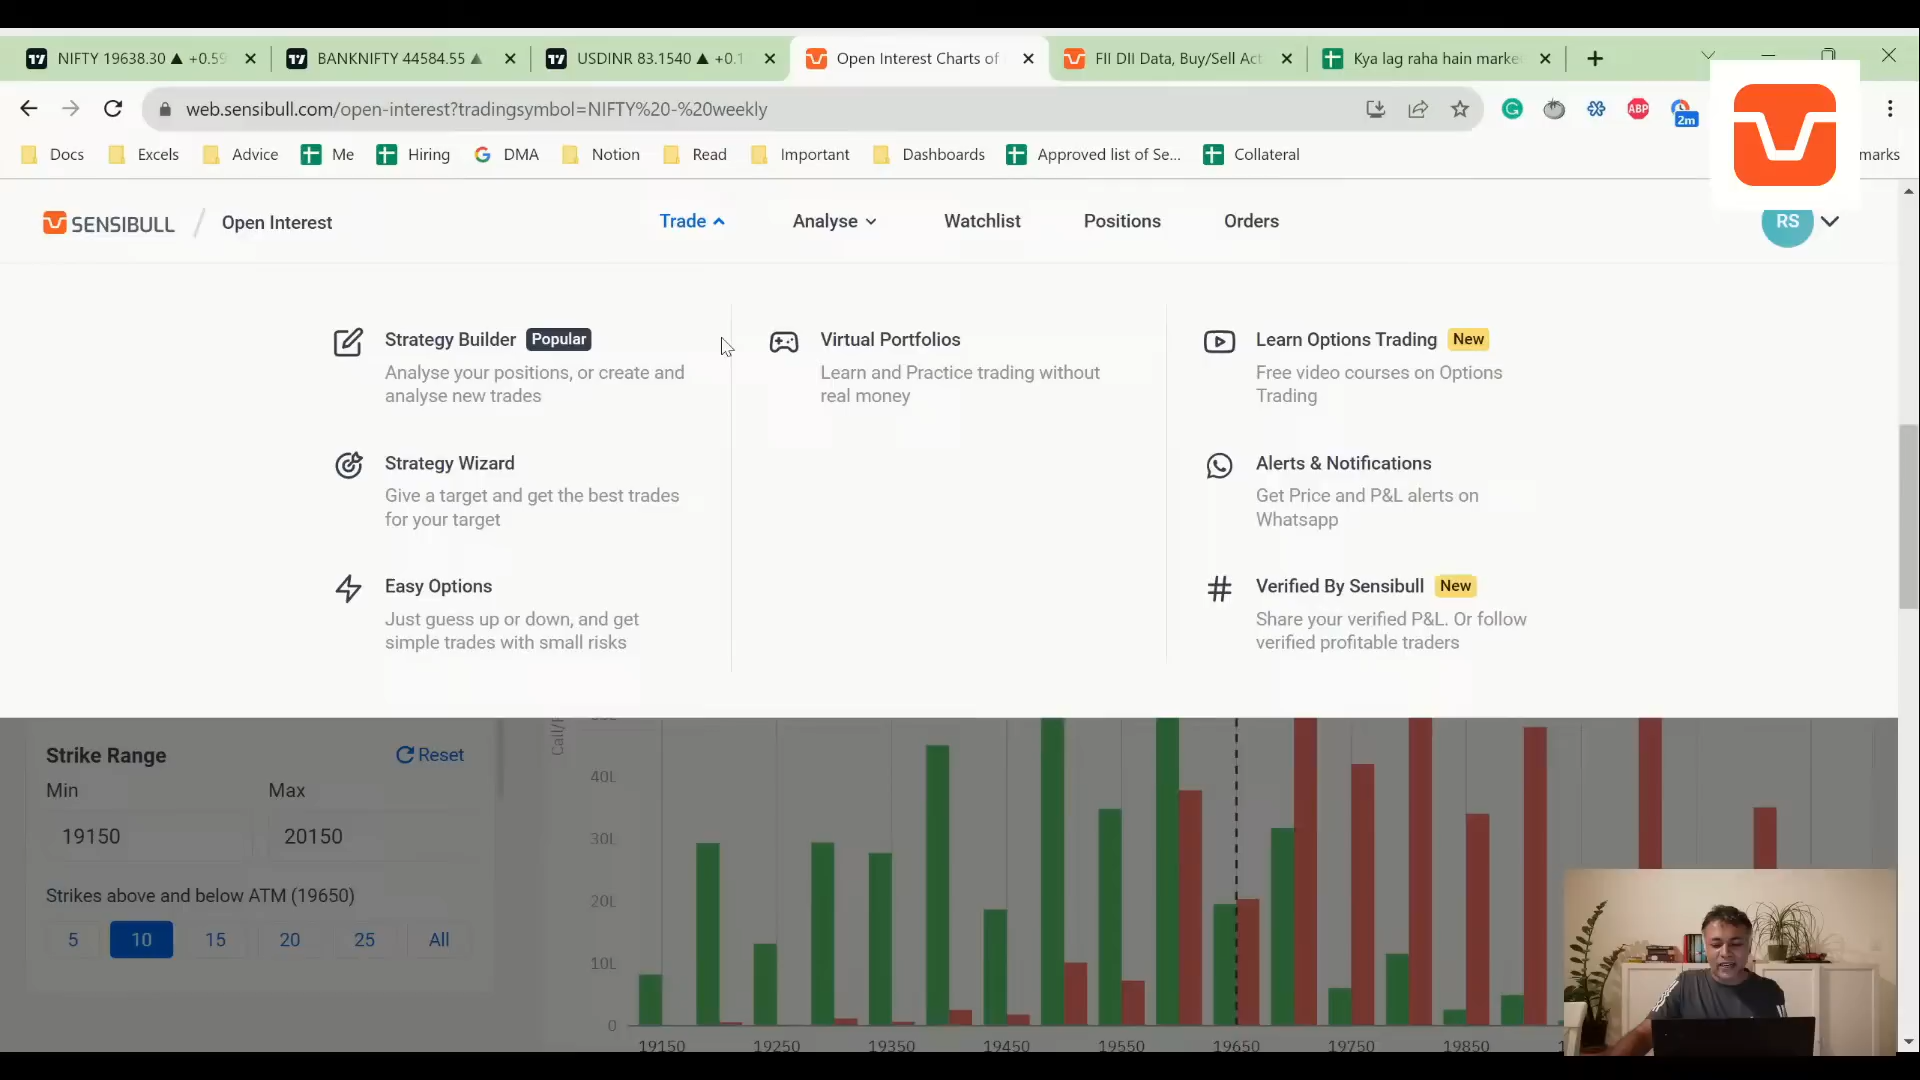 NIFTY 19638.30 ▲ +0.59
BANKNIFTY 44584.55 ▲
USDINR 83.1540 ▲ +0.1
Open Interest Charts of
FII DII Data, Buy/Sell Act
Kya lag raha hain marke
web.sensibull.com/open-interest?tradingsymbol=NIFTY%20-%20weekly
ABP
2m
Docs
Excels
Advice
Me
Hiring
DMA
Notion
Read
Important
Dashboards
Approved list of Se...
Collateral
marks
SENSIBULL / Open Interest
Trade
Analyse
Watchlist
Positions
Orders
RS
Strategy Builder Popular
Analyse your positions, or create and
analyse new trades
Strategy Wizard
Give a target and get the best trades
for your target
Easy Options
Just guess up or down, and get
simple trades with small risks
Virtual Portfolios
Learn and Practice trading without
real money
Learn Options Trading New
Free video courses on Options
Trading
Alerts & Notifications
Get Price and P&L alerts on
Whatsapp
Verified By Sensibull New
Share your verified P&L. Or follow
verified profitable traders
Strike Range
Reset
Min
Max
19150
20150
Strikes above and below ATM (19650)
5 10 15 20 25 All
Call/
40L
30L
20L
10L
0
19150 19250 19350 19450 19550 19650 19750 19850